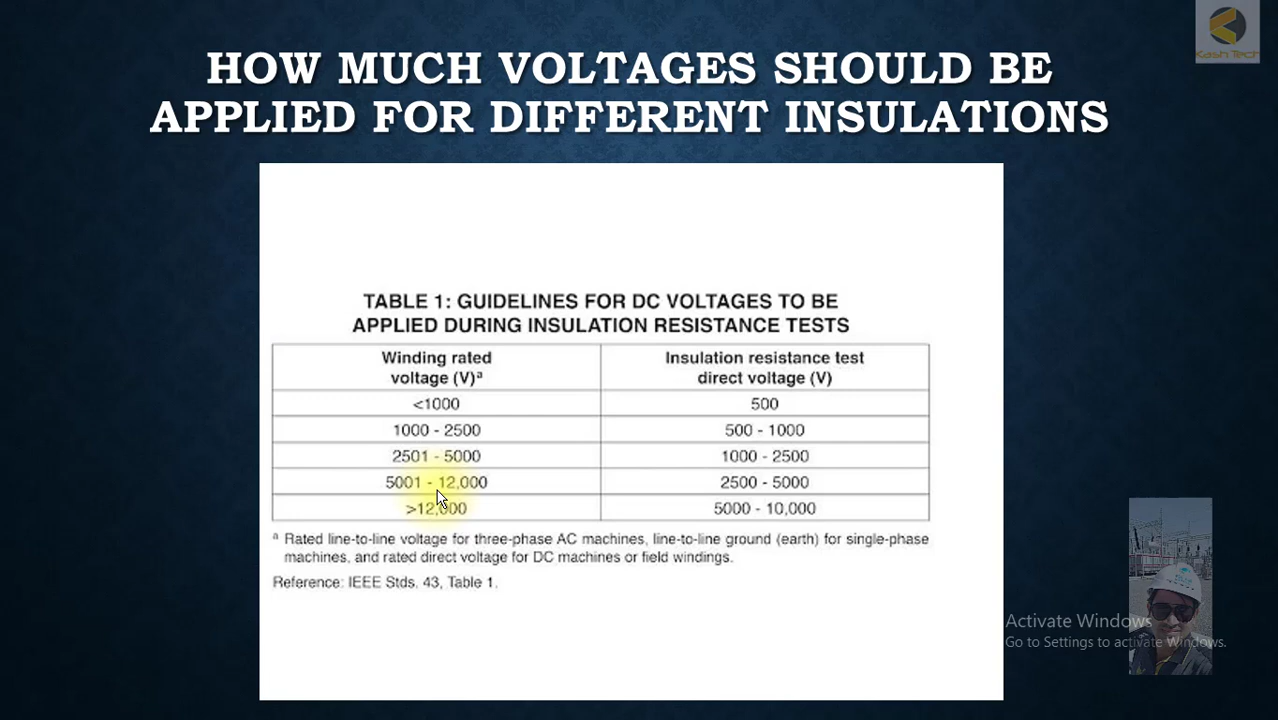 Kash Tech
HOW MUCH VOLTAGES SHOULD BE
APPLIED FOR DIFFERENT INSULATIONS
TABLE 1: GUIDELINES FOR DC VOLTAGES TO BE
APPLIED DURING INSULATION RESISTANCE TESTS
Winding rated voltage (V)ᵃ Insulation resistance test direct voltage (V)
<1000 500
1000 - 2500 500 - 1000
2501 - 5000 1000 - 2500
5001 - 12,000 2500 - 5000
>12,000 5000 - 10,000
ᵃ Rated line-to-line voltage for three-phase AC machines, line-to-line ground (earth) for single-phase
machines, and rated direct voltage for DC machines or field windings.
Reference: IEEE Stds. 43, Table 1.
Activate Windows
Go to Settings to activate Windows.